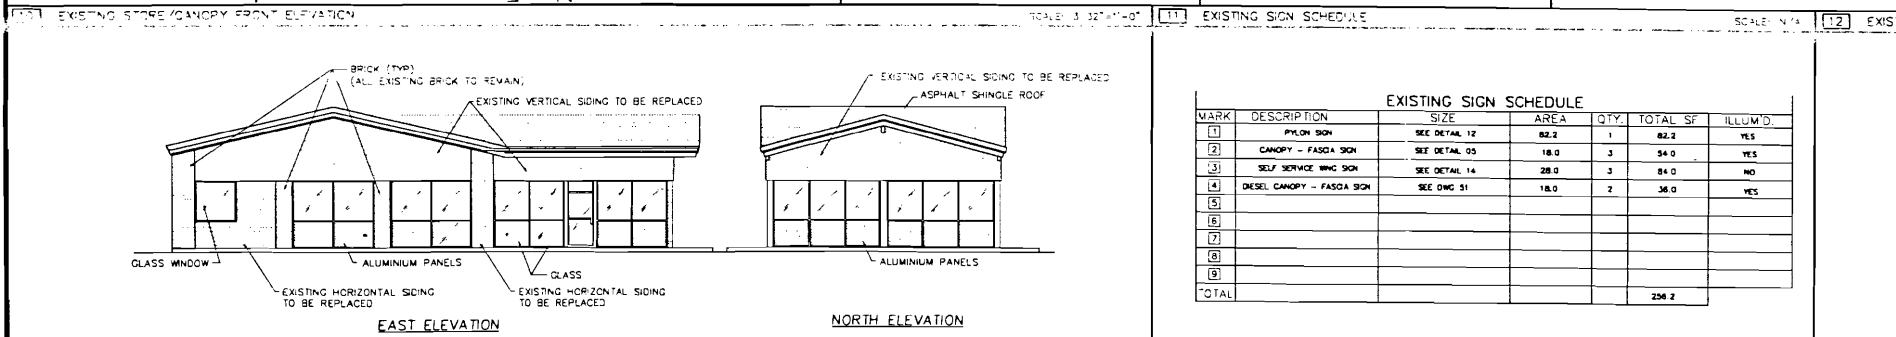 10 EXISTING STORE/CANOPY FRONT ELEVATION
SCALE: 3/32"=1'-0"
11 EXISTING SIGN SCHEDULE
SCALE: N/A
12 EXIS
BRICK (TYP)
(ALL EXISTING BRICK TO REMAIN)
EXISTING VERTICAL SIDING TO BE REPLACED
GLASS WINDOW
ALUMINIUM PANELS
GLASS
EXISTING HORIZONTAL SIDING
TO BE REPLACED
EXISTING HORIZONTAL SIDING
TO BE REPLACED
EAST ELEVATION
EXISTING VERTICAL SIDING TO BE REPLACED
ASPHALT SHINGLE ROOF
ALUMINIUM PANELS
NORTH ELEVATION
EXISTING SIGN SCHEDULE
MARK DESCRIPTION SIZE AREA QTY. TOTAL SF ILLUM'D.
1 PYLON SIGN SEE DETAIL 12 82.2 1 82.2 YES
2 CANOPY - FASCIA SIGN SEE DETAIL 05 18.0 3 54.0 YES
3 SELF SERVICE WING SIGN SEE DETAIL 14 28.0 3 84.0 NO
4 DIESEL CANOPY - FASCIA SIGN SEE DWG S1 18.0 2 36.0 YES
5
6
7
8
9
TOTAL 256.2